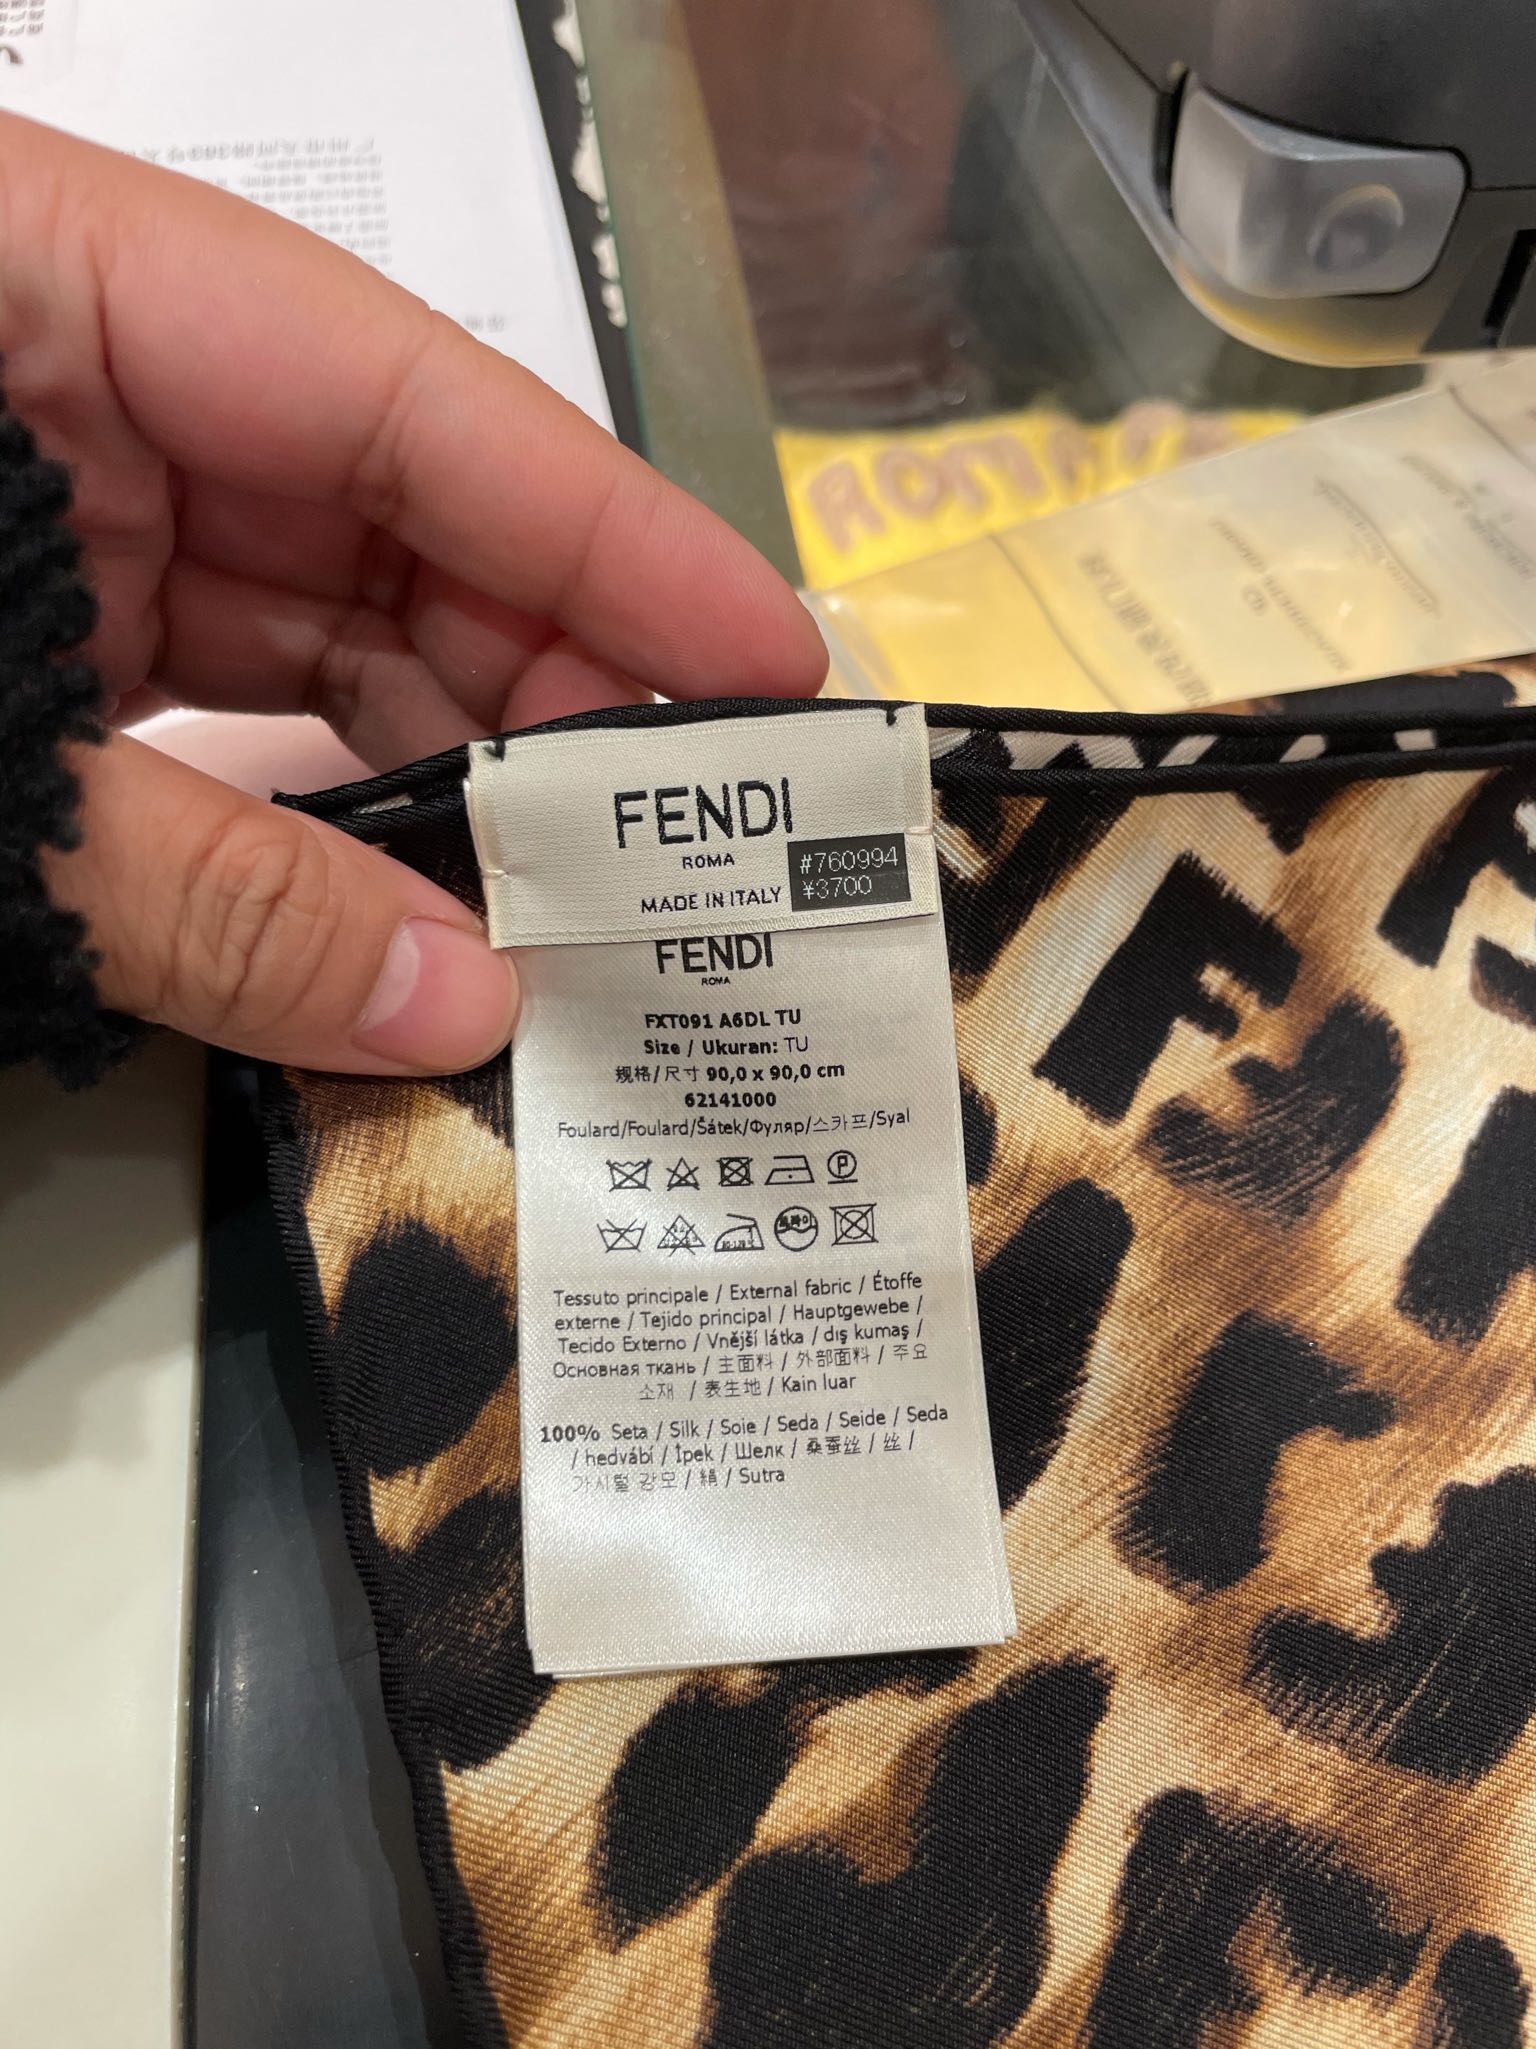 FENDI
ROMA
MADE IN ITALY
#760994
¥3700
FENDI
ROMA
FXT091 A6DL TU
Size / Ukuran: TU
规格/尺寸 90,0 x 90,0 cm
62141000
Foulard/Foulard/Šátek/Фуляр/스카프/Syal
P
Tessuto principale / External fabric / Étoffe
externe / Tejido principal / Hauptgewebe /
Tecido Externo / Vnější látka / dış kumaş /
Основная ткань / 主面料 / 外部面料 / 주요
소재 / 表生地 / Kain luar
100% Seta / Silk / Soie / Seda / Seide / Seda
/ hedvábí / İpek / Шелк / 桑蚕丝 / 丝 /
가시털 강모 / 絹 / Sutra
ROMA